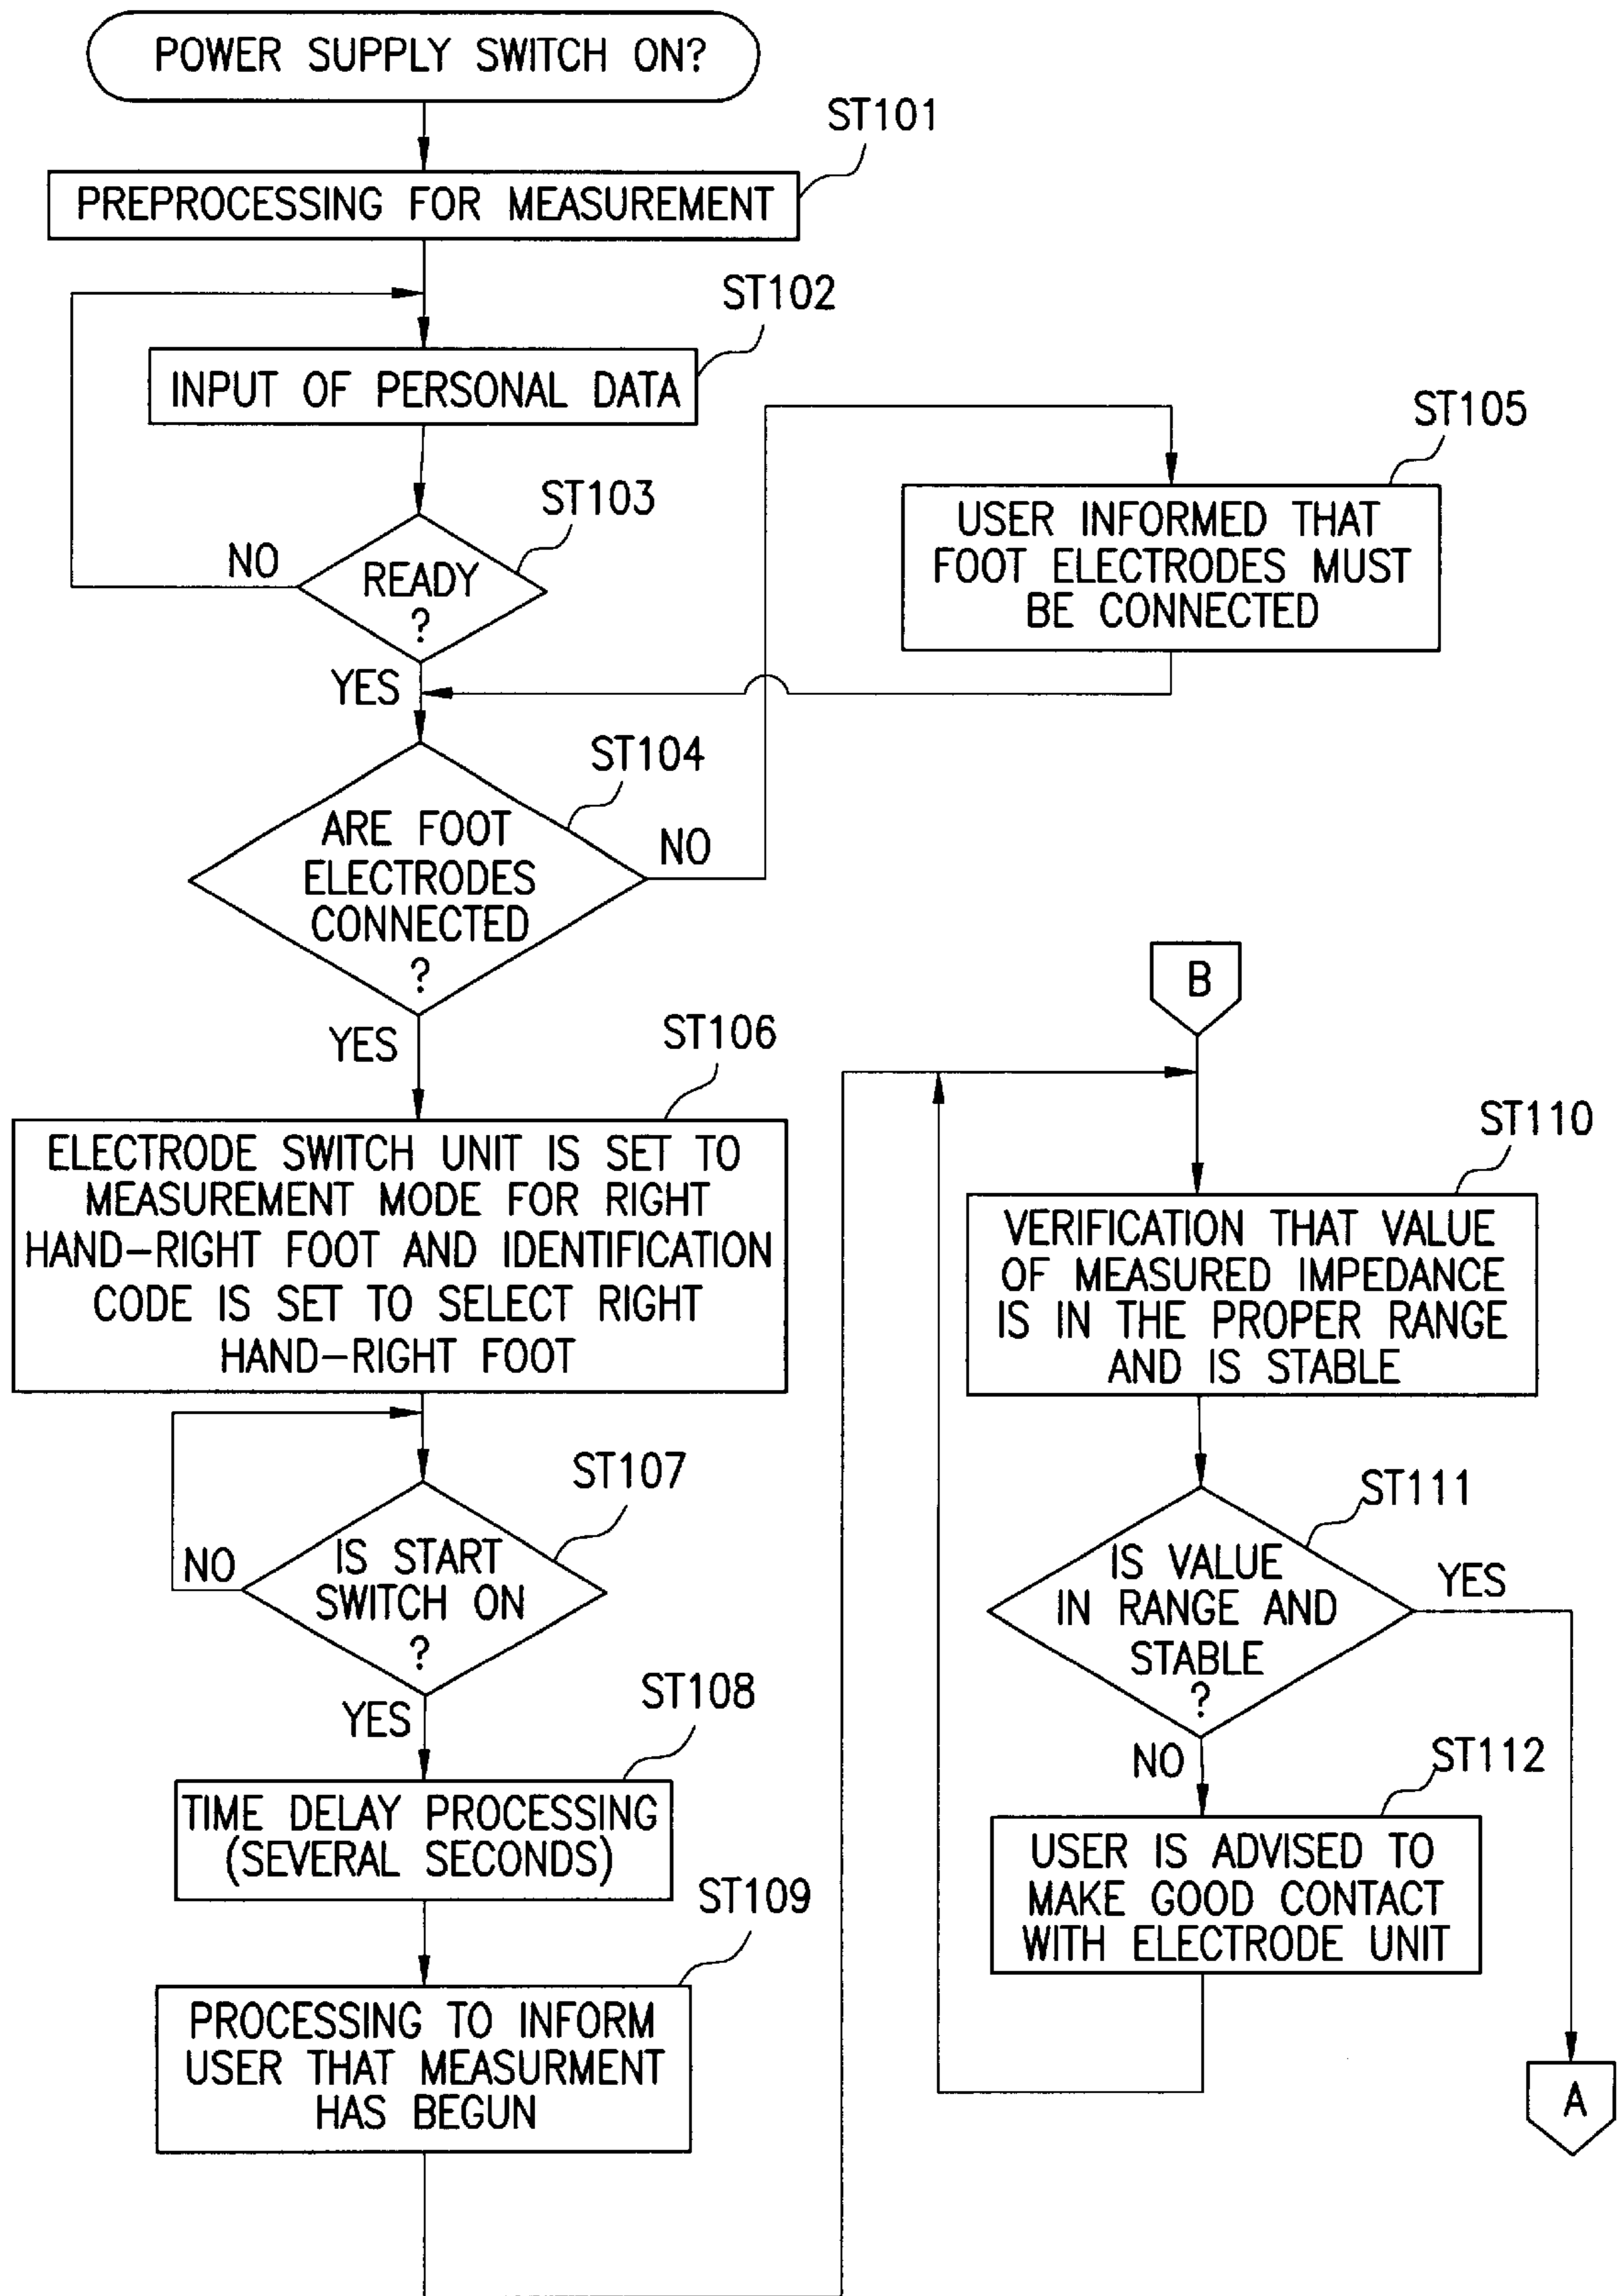 POWER SUPPLY SWITCH ON?
ST101
PREPROCESSING FOR MEASUREMENT
ST102
INPUT OF PERSONAL DATA
ST103
NO
READY
?
YES
ST105
USER INFORMED THAT
FOOT ELECTRODES MUST
BE CONNECTED
ST104
ARE FOOT
ELECTRODES
CONNECTED
?
NO
YES
ST106
ELECTRODE SWITCH UNIT IS SET TO
MEASUREMENT MODE FOR RIGHT
HAND-RIGHT FOOT AND IDENTIFICATION
CODE IS SET TO SELECT RIGHT
HAND-RIGHT FOOT
ST107
NO
IS START
SWITCH ON
?
YES
ST108
TIME DELAY PROCESSING
(SEVERAL SECONDS)
ST109
PROCESSING TO INFORM
USER THAT MEASURMENT
HAS BEGUN
B
ST110
VERIFICATION THAT VALUE
OF MEASURED IMPEDANCE
IS IN THE PROPER RANGE
AND IS STABLE
ST111
IS VALUE
IN RANGE AND
STABLE
?
YES
NO
ST112
USER IS ADVISED TO
MAKE GOOD CONTACT
WITH ELECTRODE UNIT
A